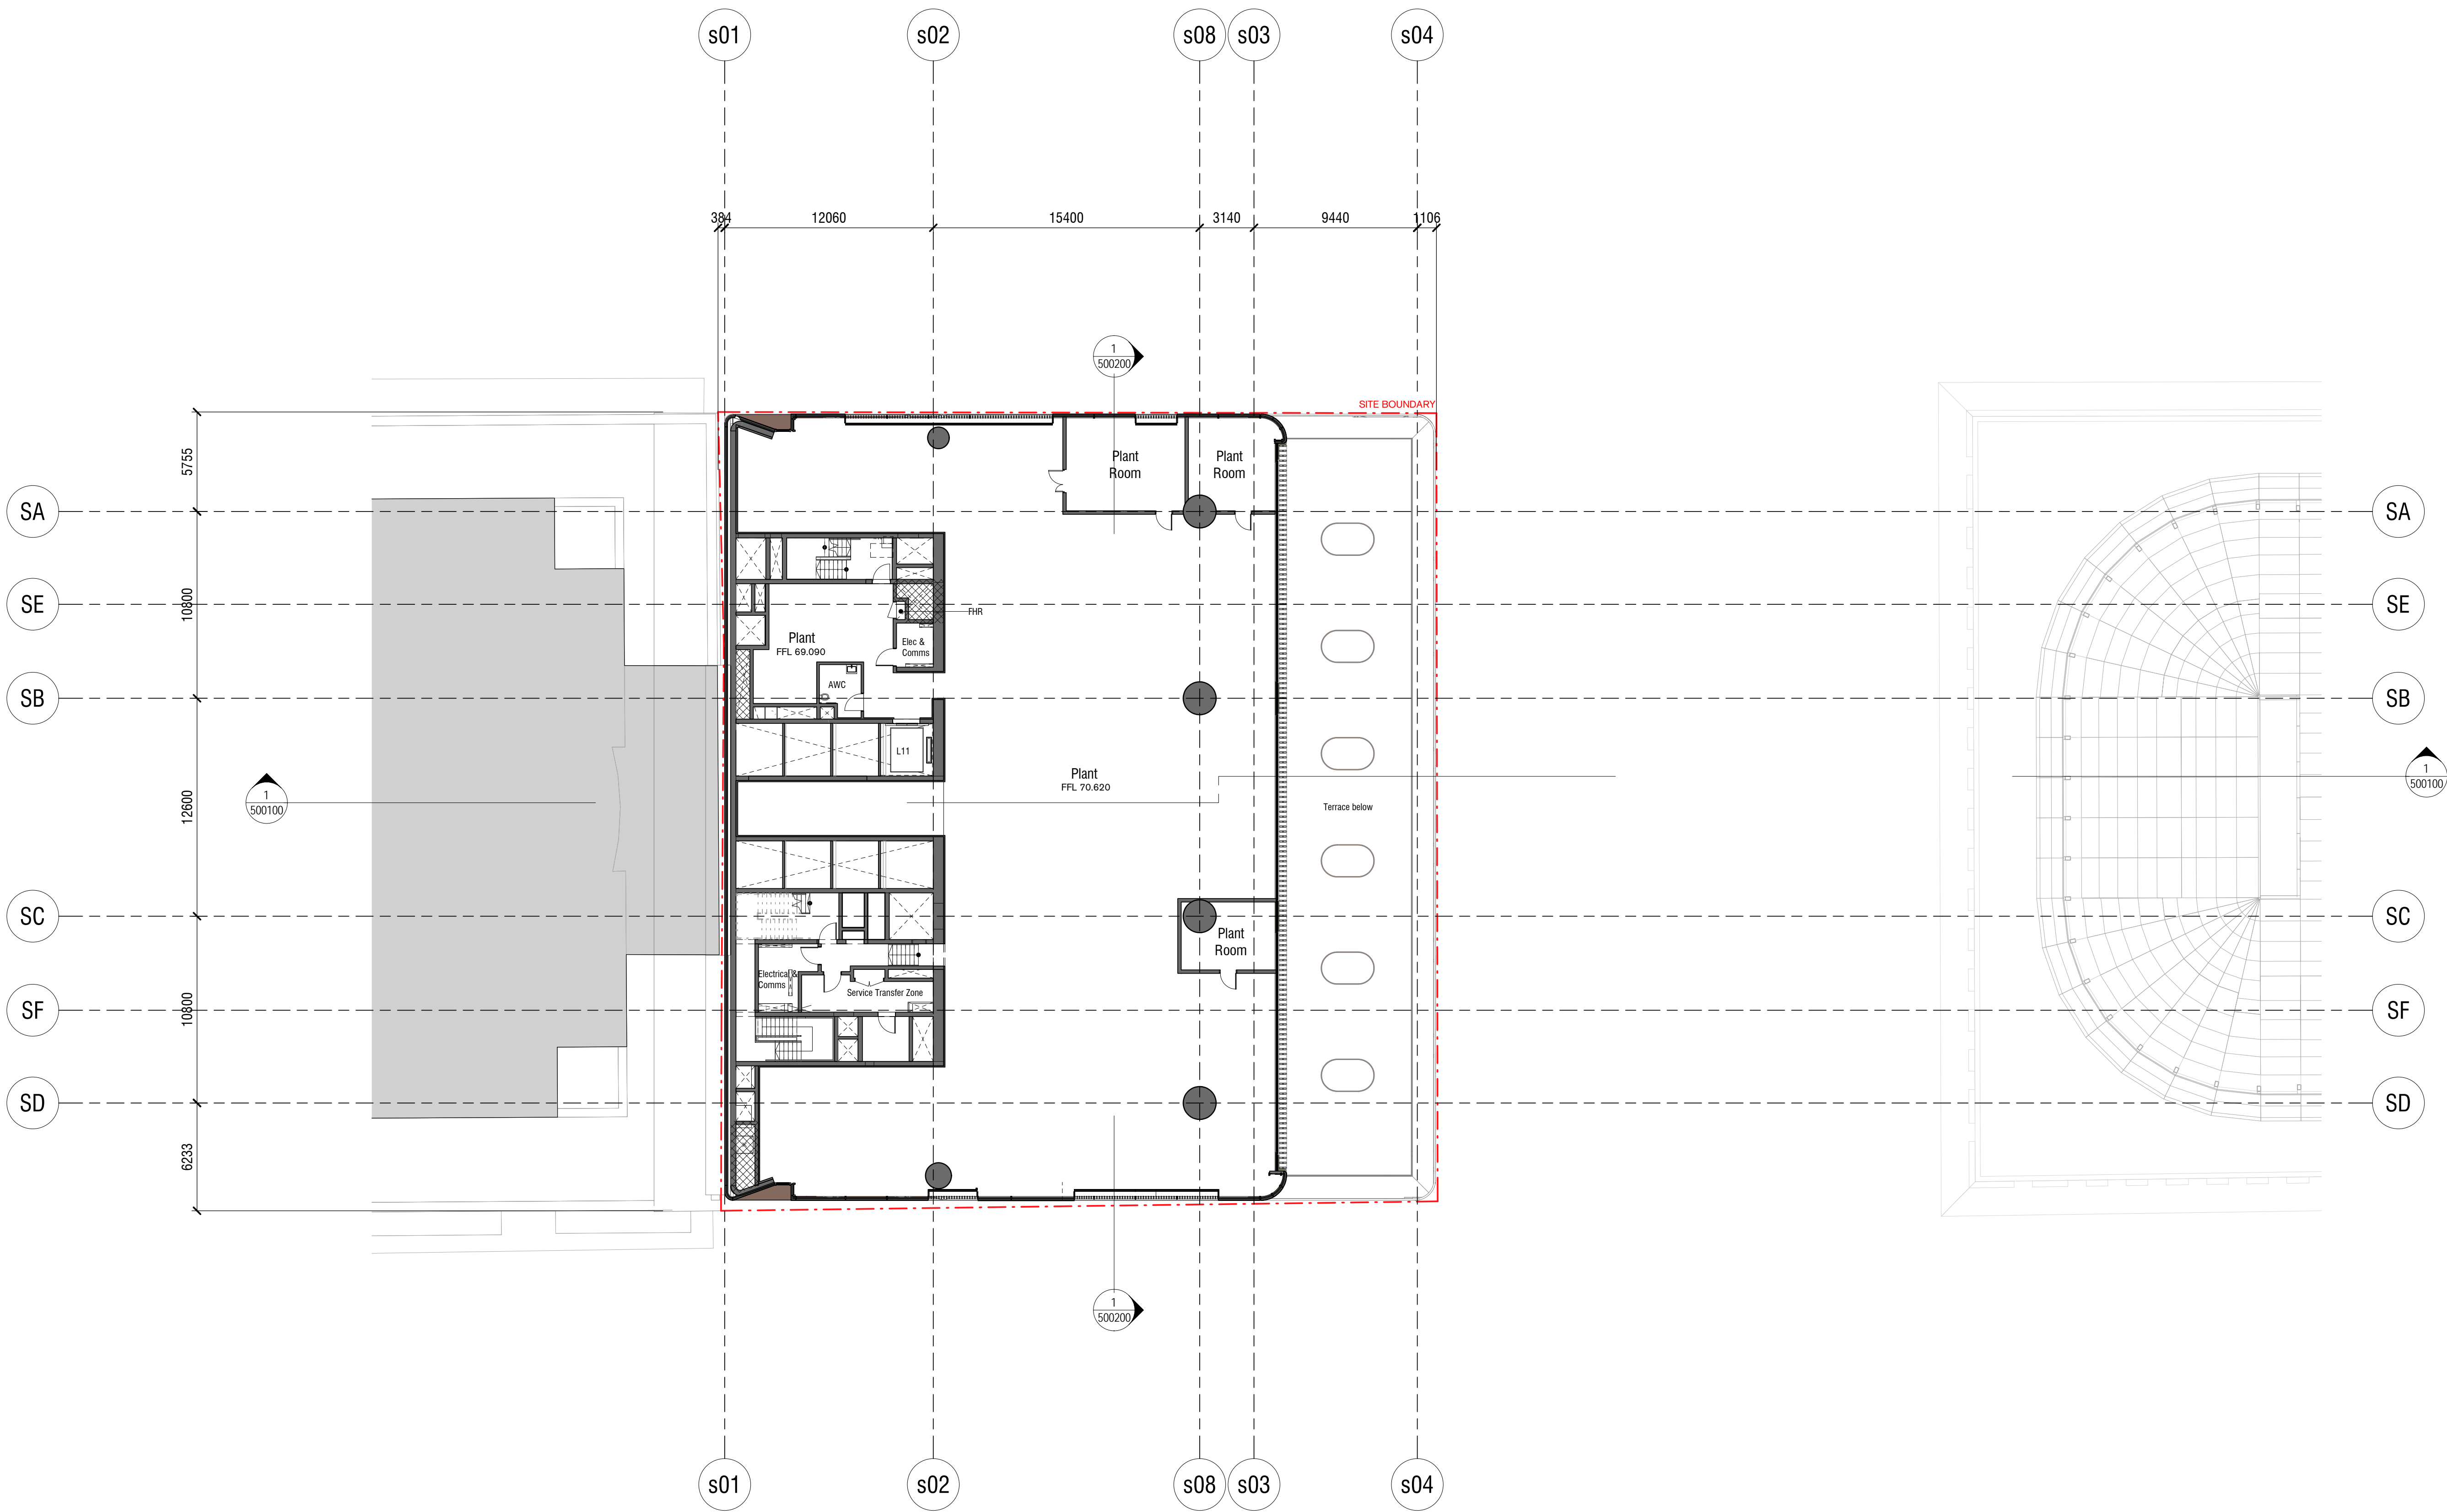 s01 s02 s08 s03 s04
384 12060 15400 3140 9440 1106
1
500200
SITE BOUNDARY
5755
Plant
Room
Plant
Room
SA SA
10800
SE SE
FHR
Plant
FFL 69.090
Elec &
Comms
AWC
SB SB
L11
Plant
FFL 70.620
1
500100
1
500100
12600
Terrace below
SC SC
Plant
Room
Electrical &
Comms
Service Transfer Zone
10800
SF SF
SD SD
6233
1
500200
s01 s02 s08 s03 s04